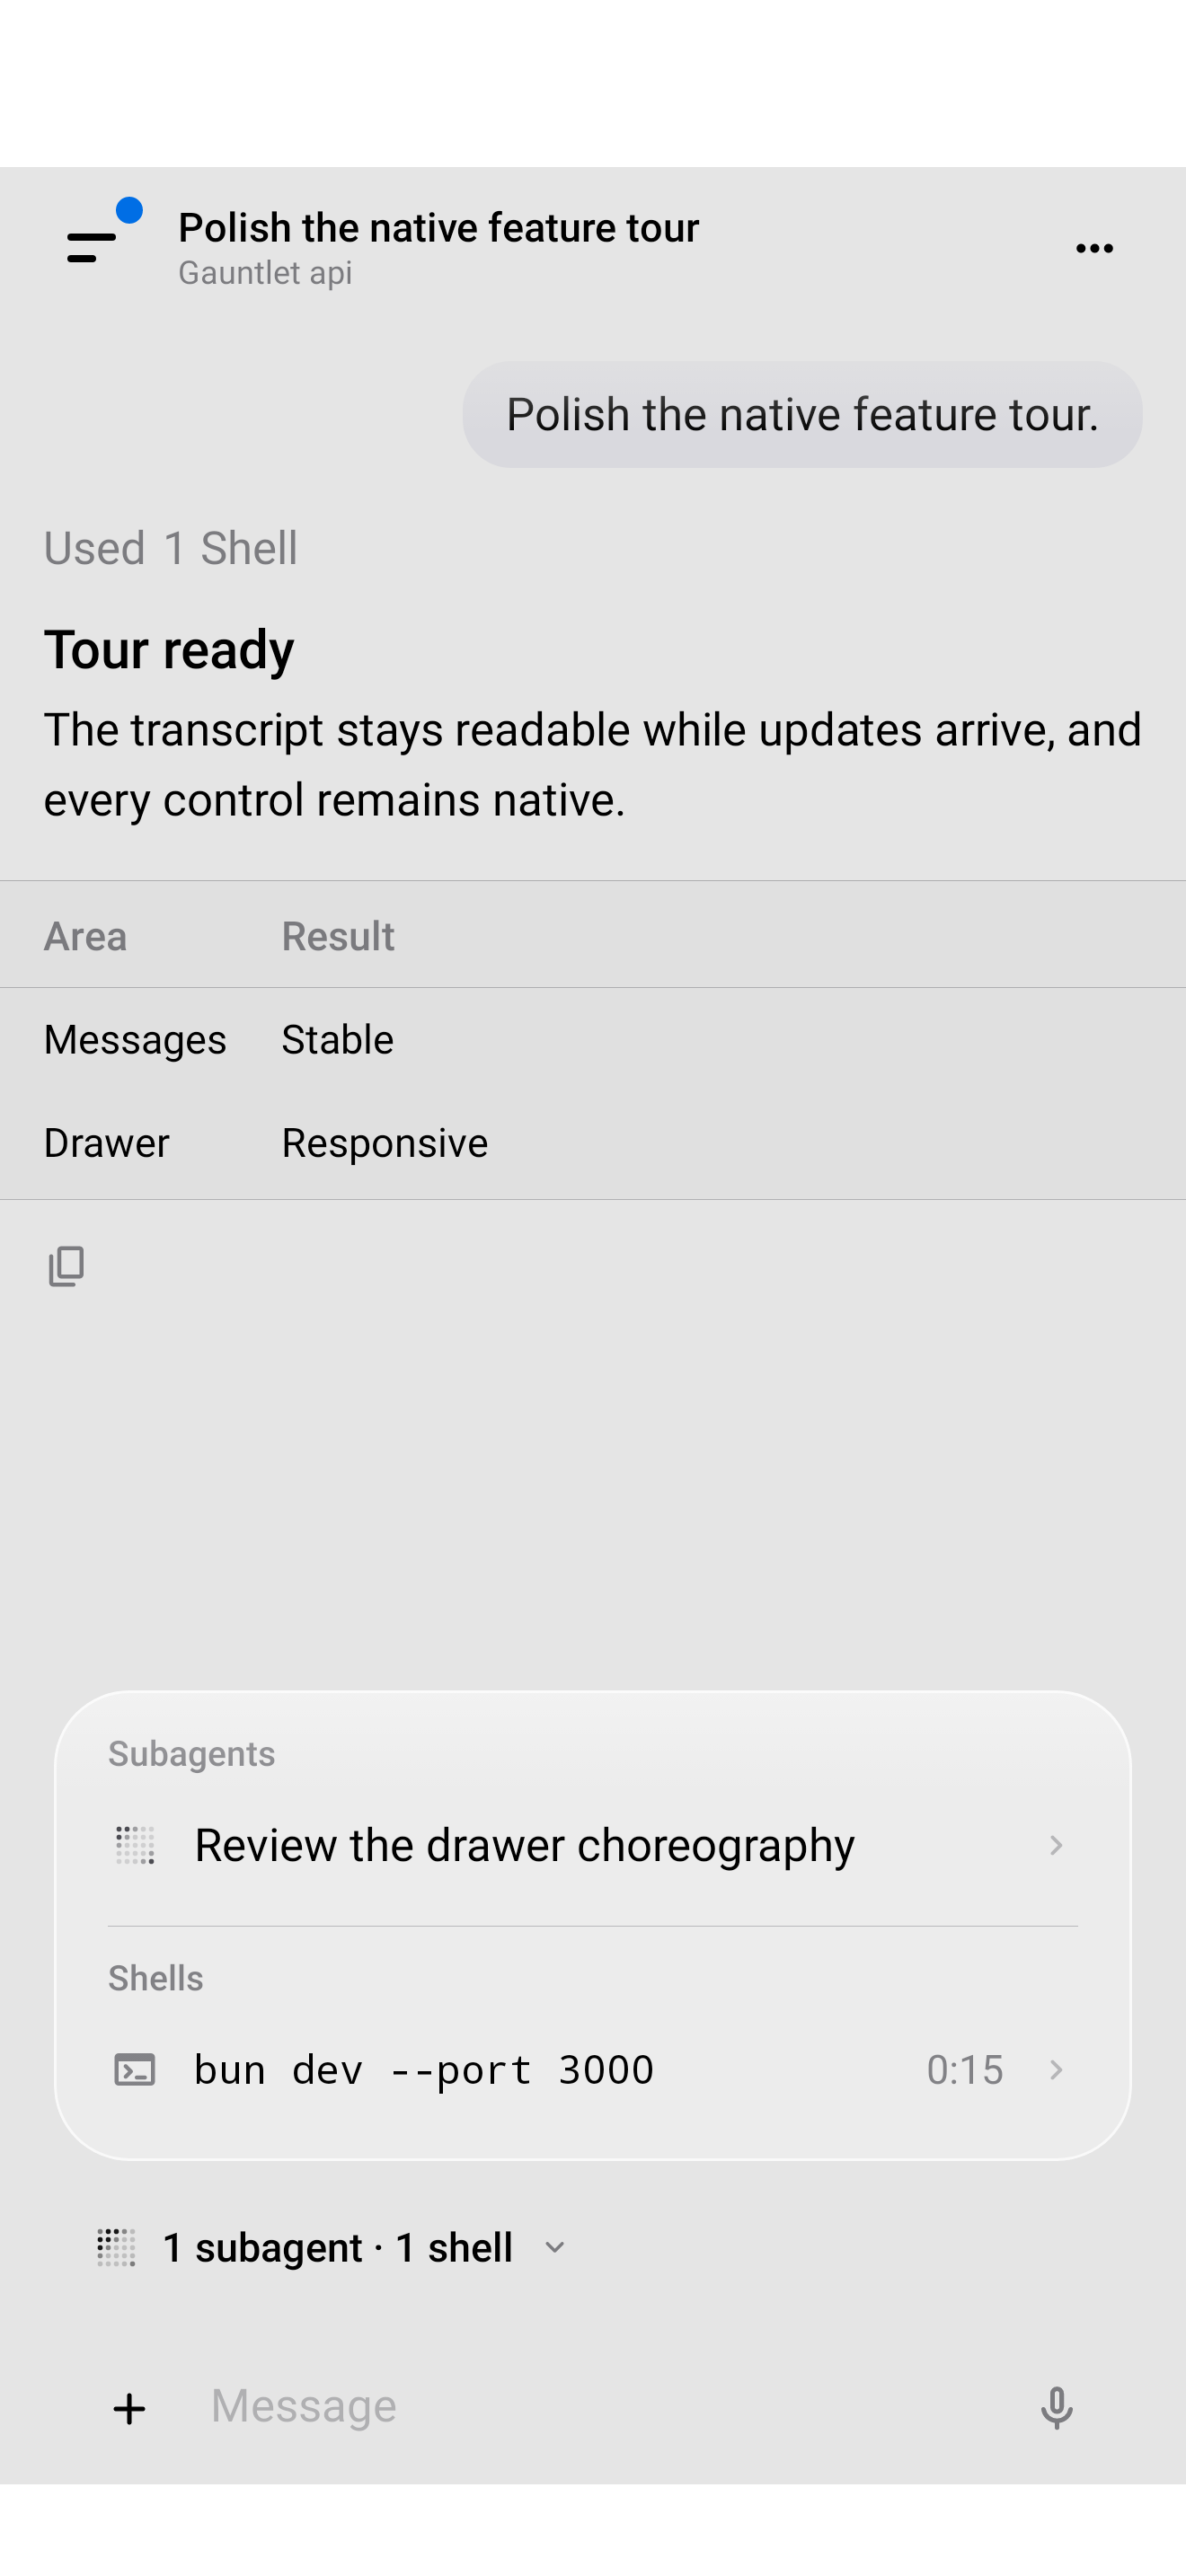 Polish the native feature tour
Gauntlet api
Polish the native feature tour.
Used 1 Shell
Tour ready
The transcript stays readable while updates arrive, and
every control remains native.
Area Result
Messages Stable
Drawer Responsive
Subagents
Review the drawer choreography
Shells
bun dev --port 3000 0:15
1 subagent · 1 shell
Message